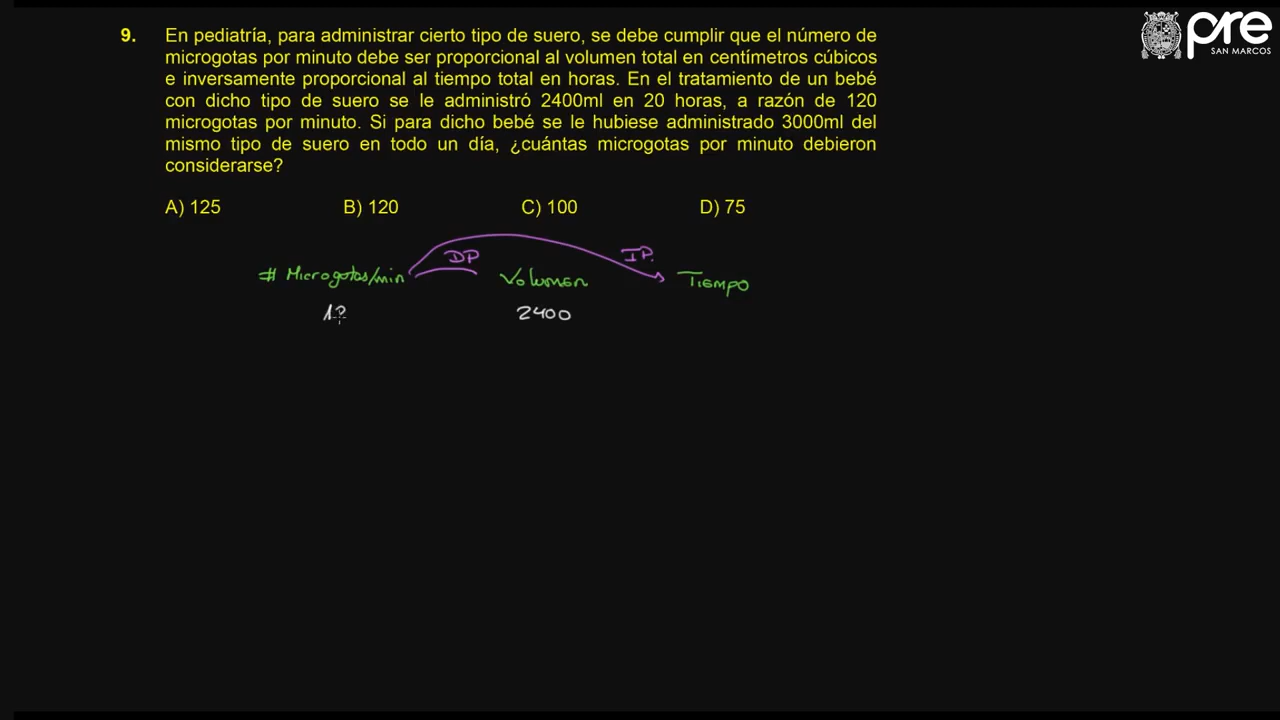 pre
SAN MARCOS
9. En pediatría, para administrar cierto tipo de suero, se debe cumplir que el número de
microgotas por minuto debe ser proporcional al volumen total en centímetros cúbicos
e inversamente proporcional al tiempo total en horas. En el tratamiento de un bebé
con dicho tipo de suero se le administró 2400ml en 20 horas, a razón de 120
microgotas por minuto. Si para dicho bebé se le hubiese administrado 3000ml del
mismo tipo de suero en todo un día, ¿cuántas microgotas por minuto debieron
considerarse?
A) 125 B) 120 C) 100 D) 75
DP IP.
# Microgotas/min Volumen Tiempo
12 2400